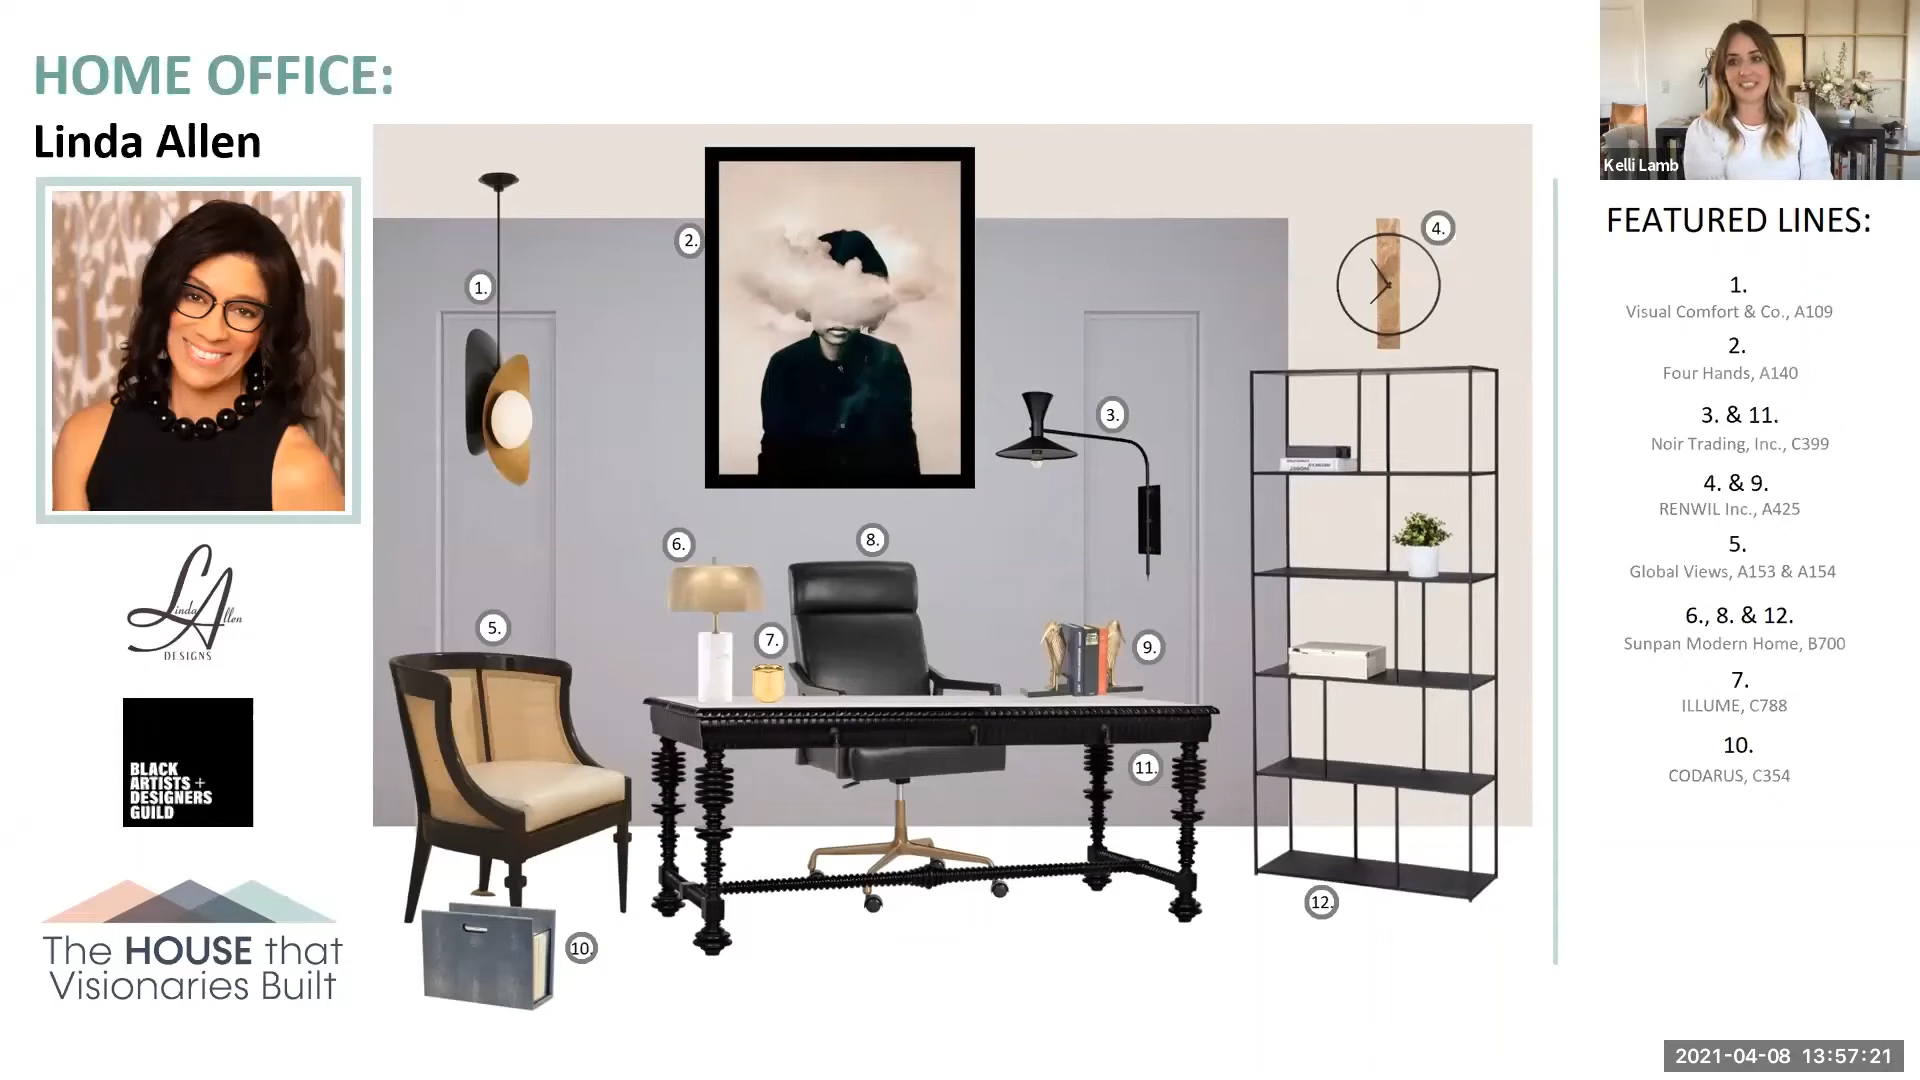 HOME OFFICE:
Linda Allen
Linda
Allen
DESIGNS
BLACK
ARTISTS +
DESIGNERS
GUILD
The HOUSE that
Visionaries Built
1.
2.
3.
4.
5.
6.
7.
8.
9.
10.
11.
12.
Kelli Lamb
FEATURED LINES:
1.
Visual Comfort & Co., A109
2.
Four Hands, A140
3. & 11.
Noir Trading, Inc., C399
4. & 9.
RENWIL Inc., A425
5.
Global Views, A153 & A154
6., 8. & 12.
Sunpan Modern Home, B700
7.
ILLUME, C788
10.
CODARUS, C354
2021-04-08 13:57:21